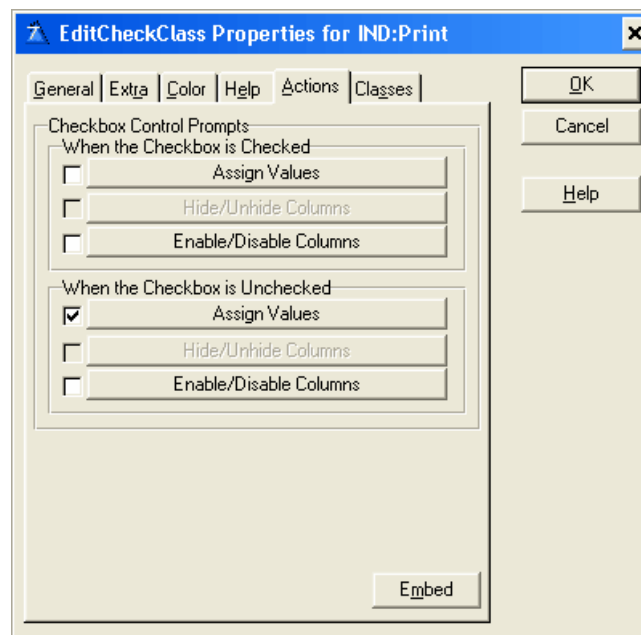 EditCheckClass Properties for IND:Print
General Extra Color Help Actions Classes
OK
Cancel
Help
Checkbox Control Prompts
When the Checkbox is Checked
Assign Values
Hide/Unhide Columns
Enable/Disable Columns
When the Checkbox is Unchecked
Assign Values
Hide/Unhide Columns
Enable/Disable Columns
Embed